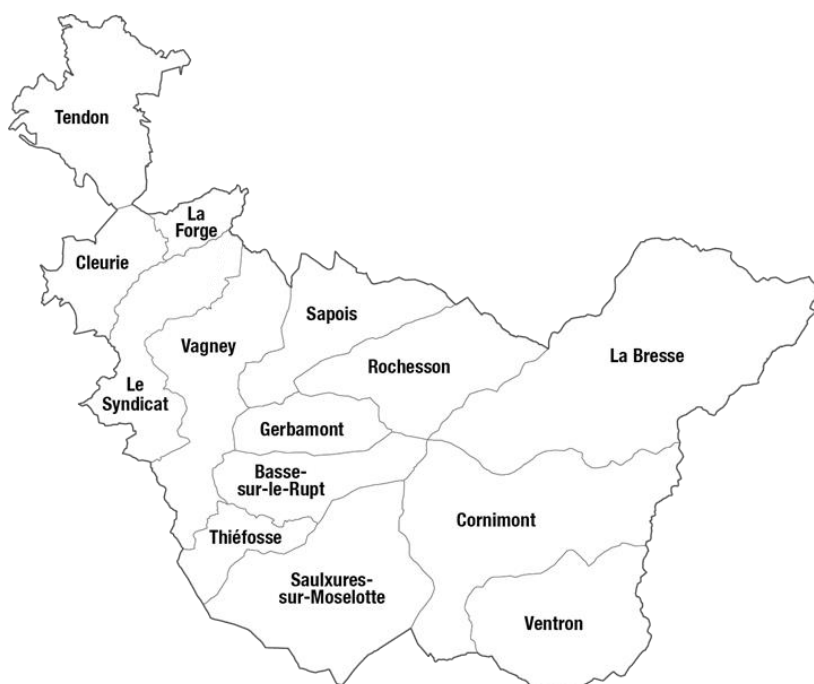 Tendon
La
Forge
Cleurie
Sapois
Vagney
La Bresse
Rochesson
Le
Syndicat
Gerbamont
Basse-
sur-le-Rupt
Cornimont
Thiéfosse
Saulxures-
sur-Moselotte
Ventron